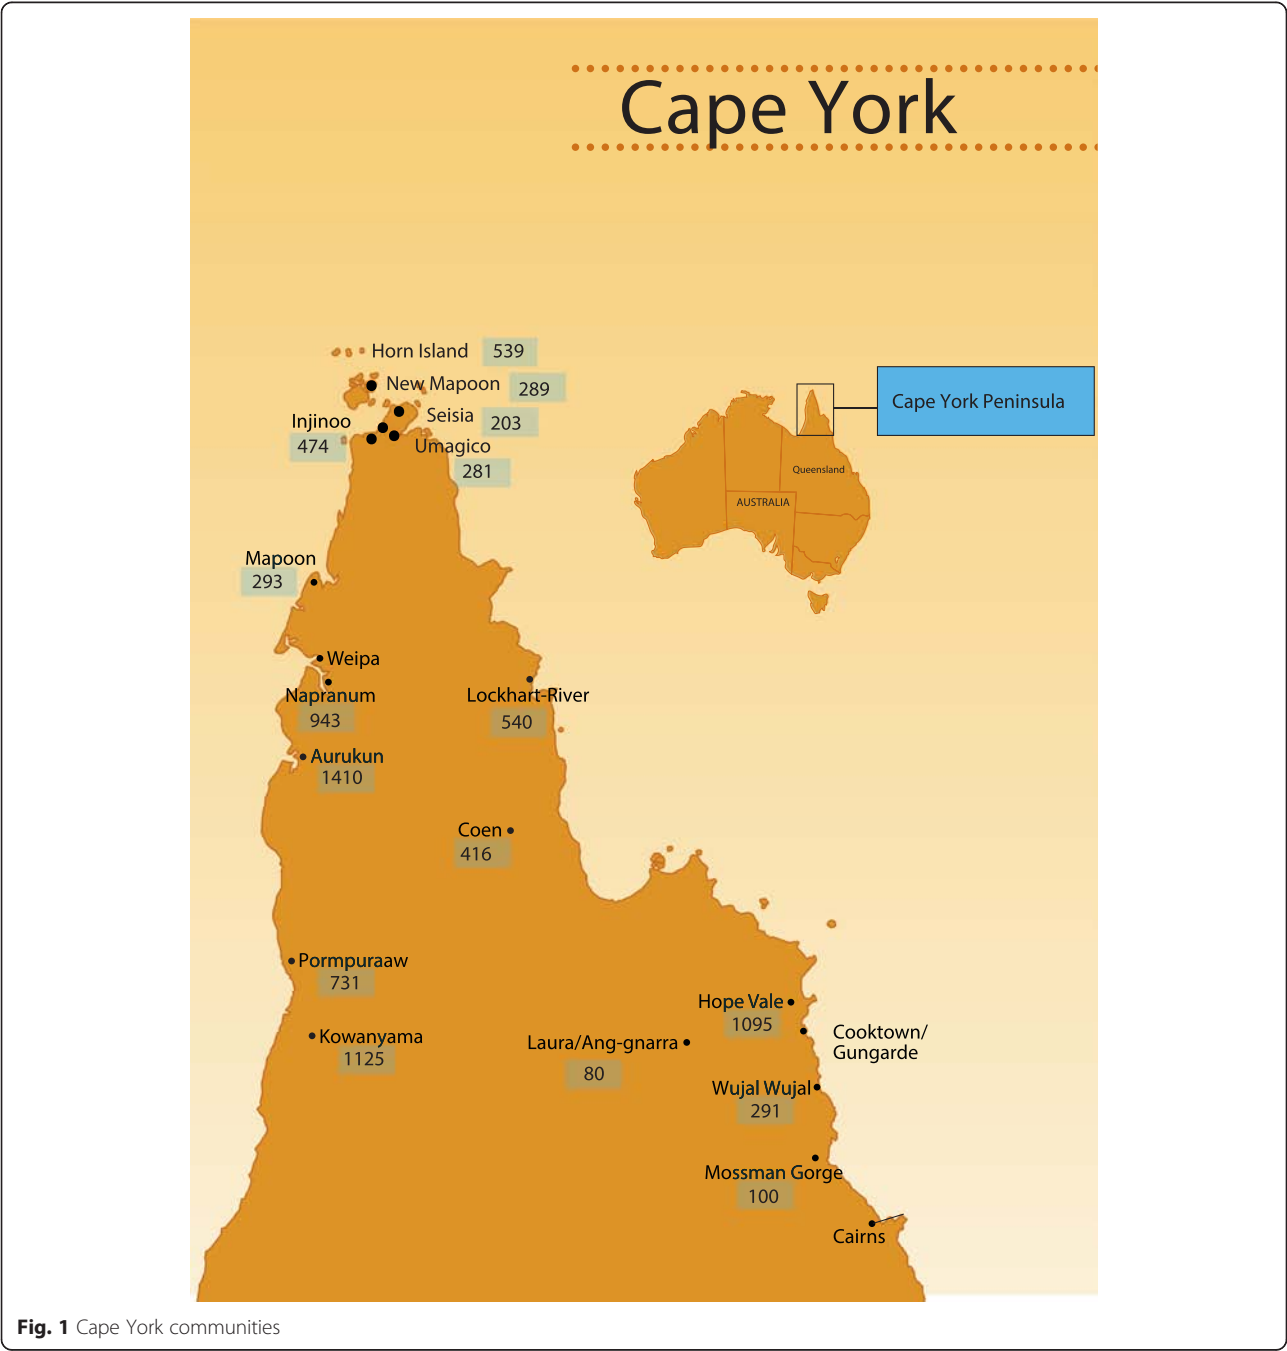 Cape York
Horn Island 539
New Mapoon 289
Seisia 203
Injinoo
474
Umagico
281
Cape York Peninsula
Queensland
AUSTRALIA
Mapoon
293
Weipa
Napranum
943
Lockhart-River
540
Aurukun
1410
Coen
416
Pormpuraaw
731
Kowanyama
1125
Hope Vale
1095
Cooktown/
Gungarde
Laura/Ang-gnarra
80
Wujal Wujal
291
Mossman Gorge
100
Cairns
Fig. 1 Cape York communities